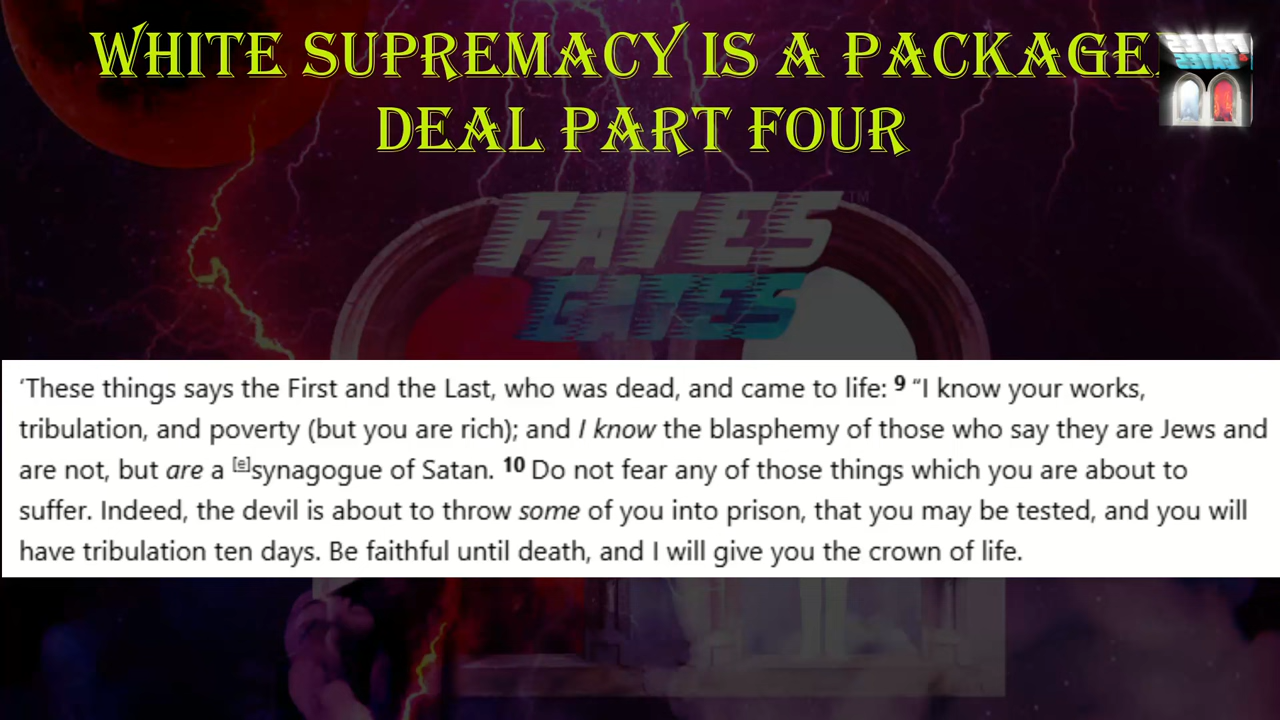 WHITE SUPREMACY IS A PACKAGE
DEAL PART FOUR
FATES
GATES
TM
‘These things says the First and the Last, who was dead, and came to life: 9 “I know your works,
tribulation, and poverty (but you are rich); and I know the blasphemy of those who say they are Jews and
are not, but are a [e]synagogue of Satan. 10 Do not fear any of those things which you are about to
suffer. Indeed, the devil is about to throw some of you into prison, that you may be tested, and you will
have tribulation ten days. Be faithful until death, and I will give you the crown of life.